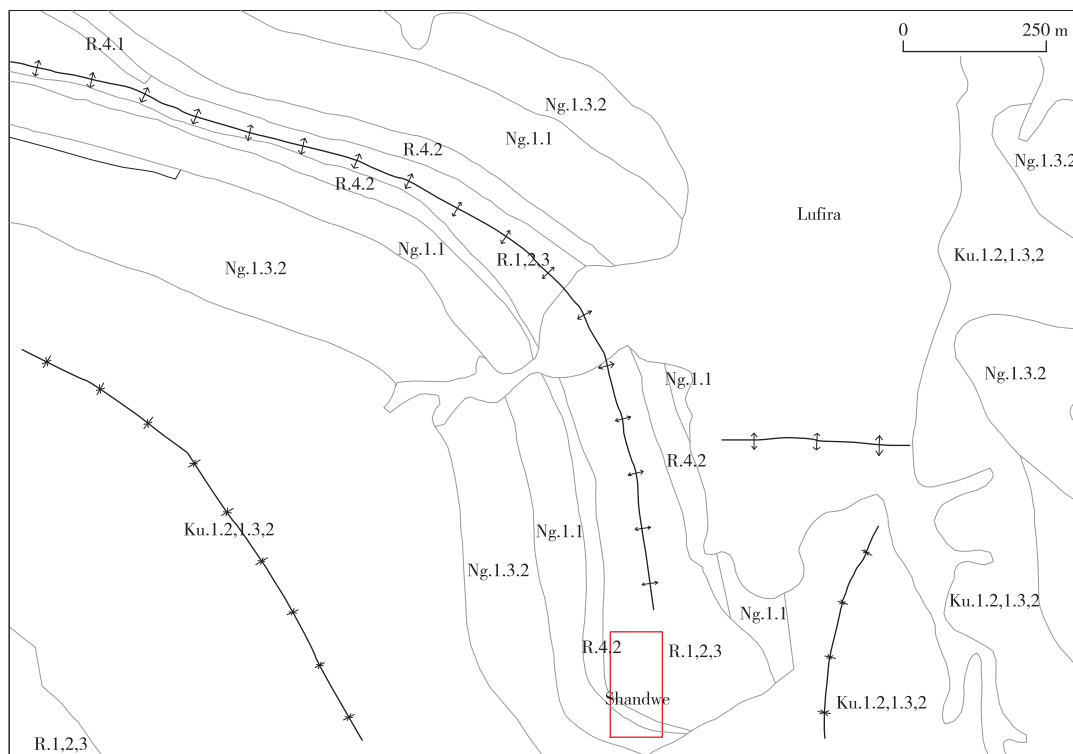 0
250 m
R.4.1
Ng.1.3.2
Ng.1.1
R.4.2
Ng.1.3.2
R.4.2
Lufira
Ng.1.1
R.1,2,3
Ku.1.2,1.3,2
Ng.1.3.2
Ng.1.3.2
Ng.1.1
R.4.2
Ku.1.2,1.3,2
Ng.1.1
Ng.1.3.2
Ku.1.2,1.3,2
Ng.1.1
R.4.2
R.1,2,3
Shandwe
Ku.1.2,1.3,2
R.1,2,3